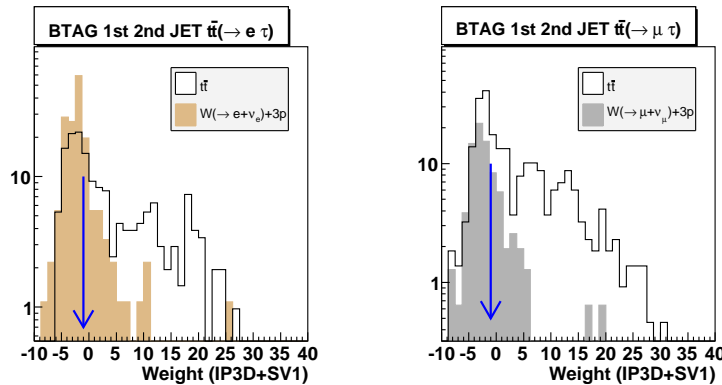 BTAG 1st 2nd JET tt̄(→ e τ)
tt̄
W(→ e+ν_e)+3p
10
1
-10 -5 0 5 10 15 20 25 30 35 40
Weight (IP3D+SV1)
BTAG 1st 2nd JET tt̄(→ μ τ)
tt̄
W(→ μ+ν_μ)+3p
10
1
-10 -5 0 5 10 15 20 25 30 35 40
Weight (IP3D+SV1)